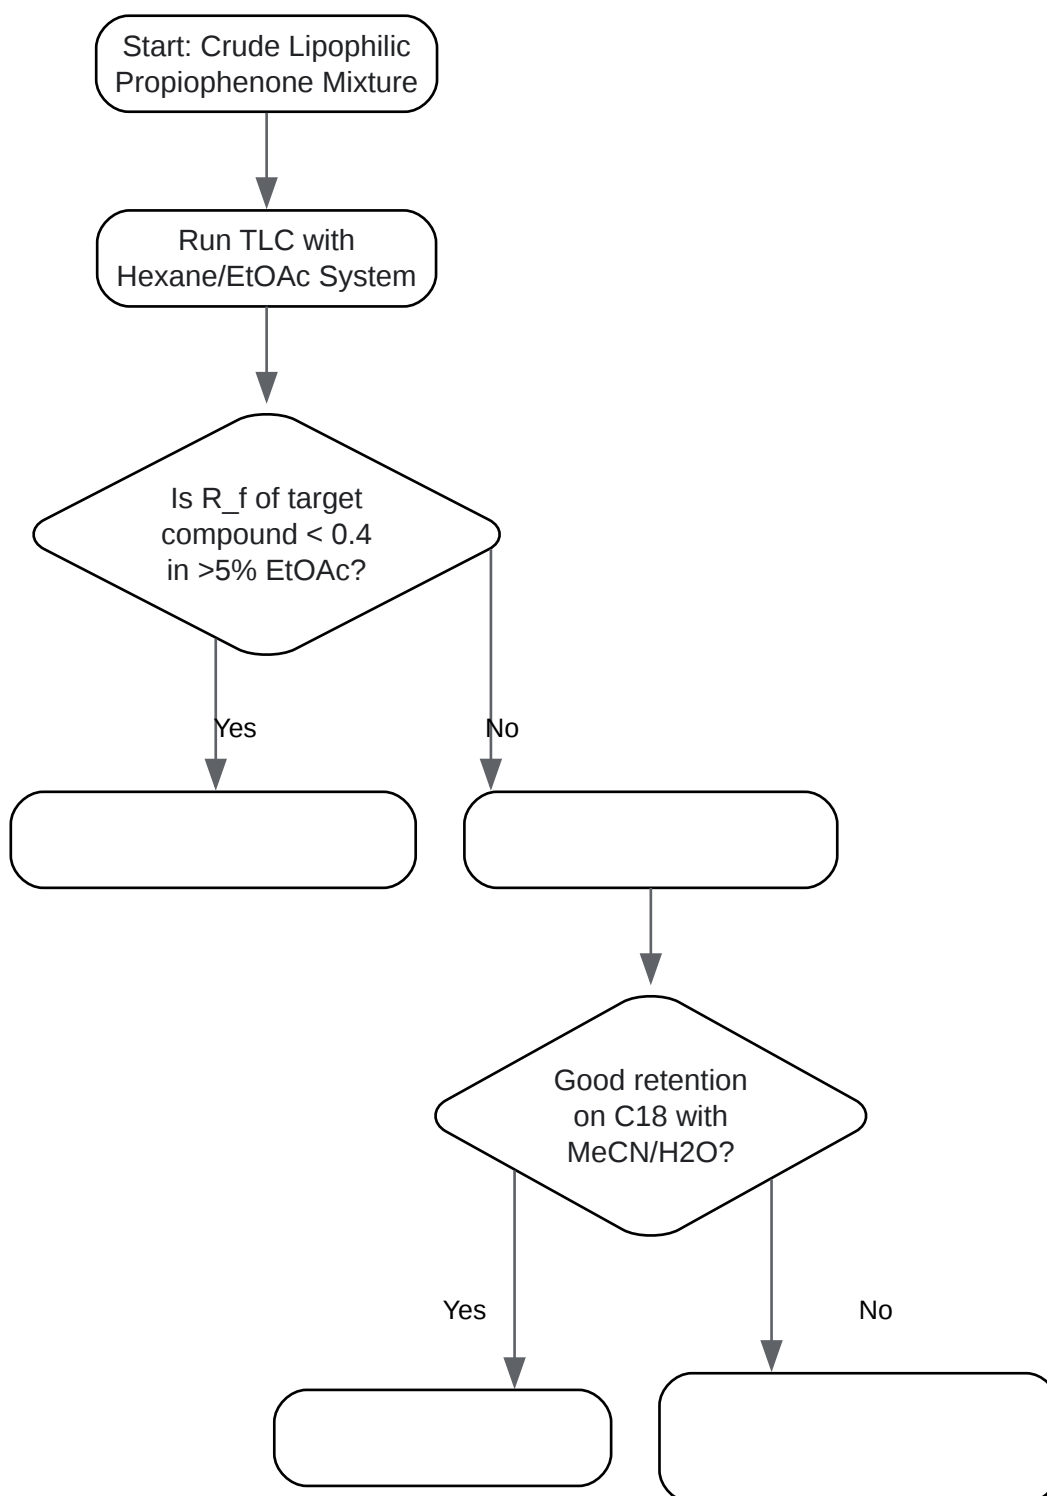 Start: Crude Lipophilic
Propiophenone Mixture
Run TLC with
Hexane/EtOAc System
Is R_f of target
compound < 0.4
in >5% EtOAc?
Yes
No
Good retention
on C18 with
MeCN/H2O?
Yes
No